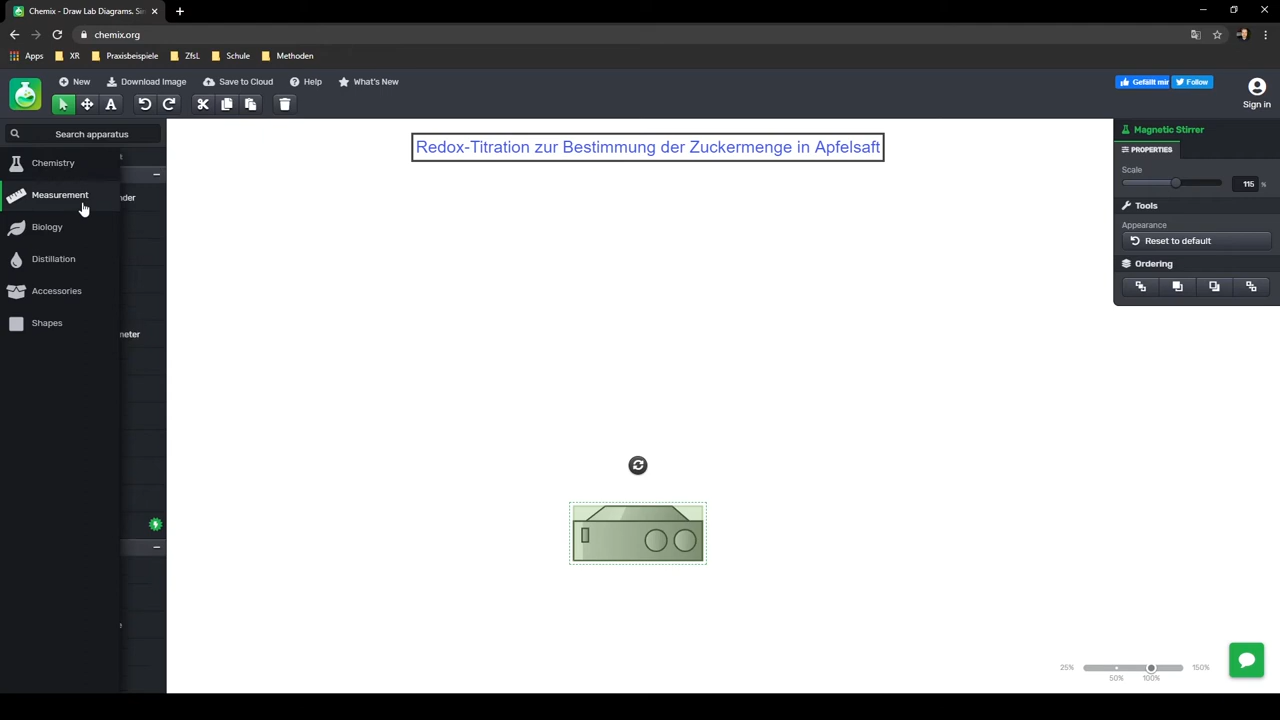 Chemix - Draw Lab Diagrams. Sim
chemix.org
Apps XR Praxisbeispiele ZfsL Schule Methoden
New Download Image Save to Cloud Help What's New
Gefällt mir Follow
Sign in
A
Search apparatus
Chemistry
Measurement
nder
Biology
Distillation
Accessories
Shapes
meter
Redox-Titration zur Bestimmung der Zuckermenge in Apfelsaft
Magnetic Stirrer
PROPERTIES
Scale
115 %
Tools
Appearance
Reset to default
Ordering
25% 150%
50% 100%